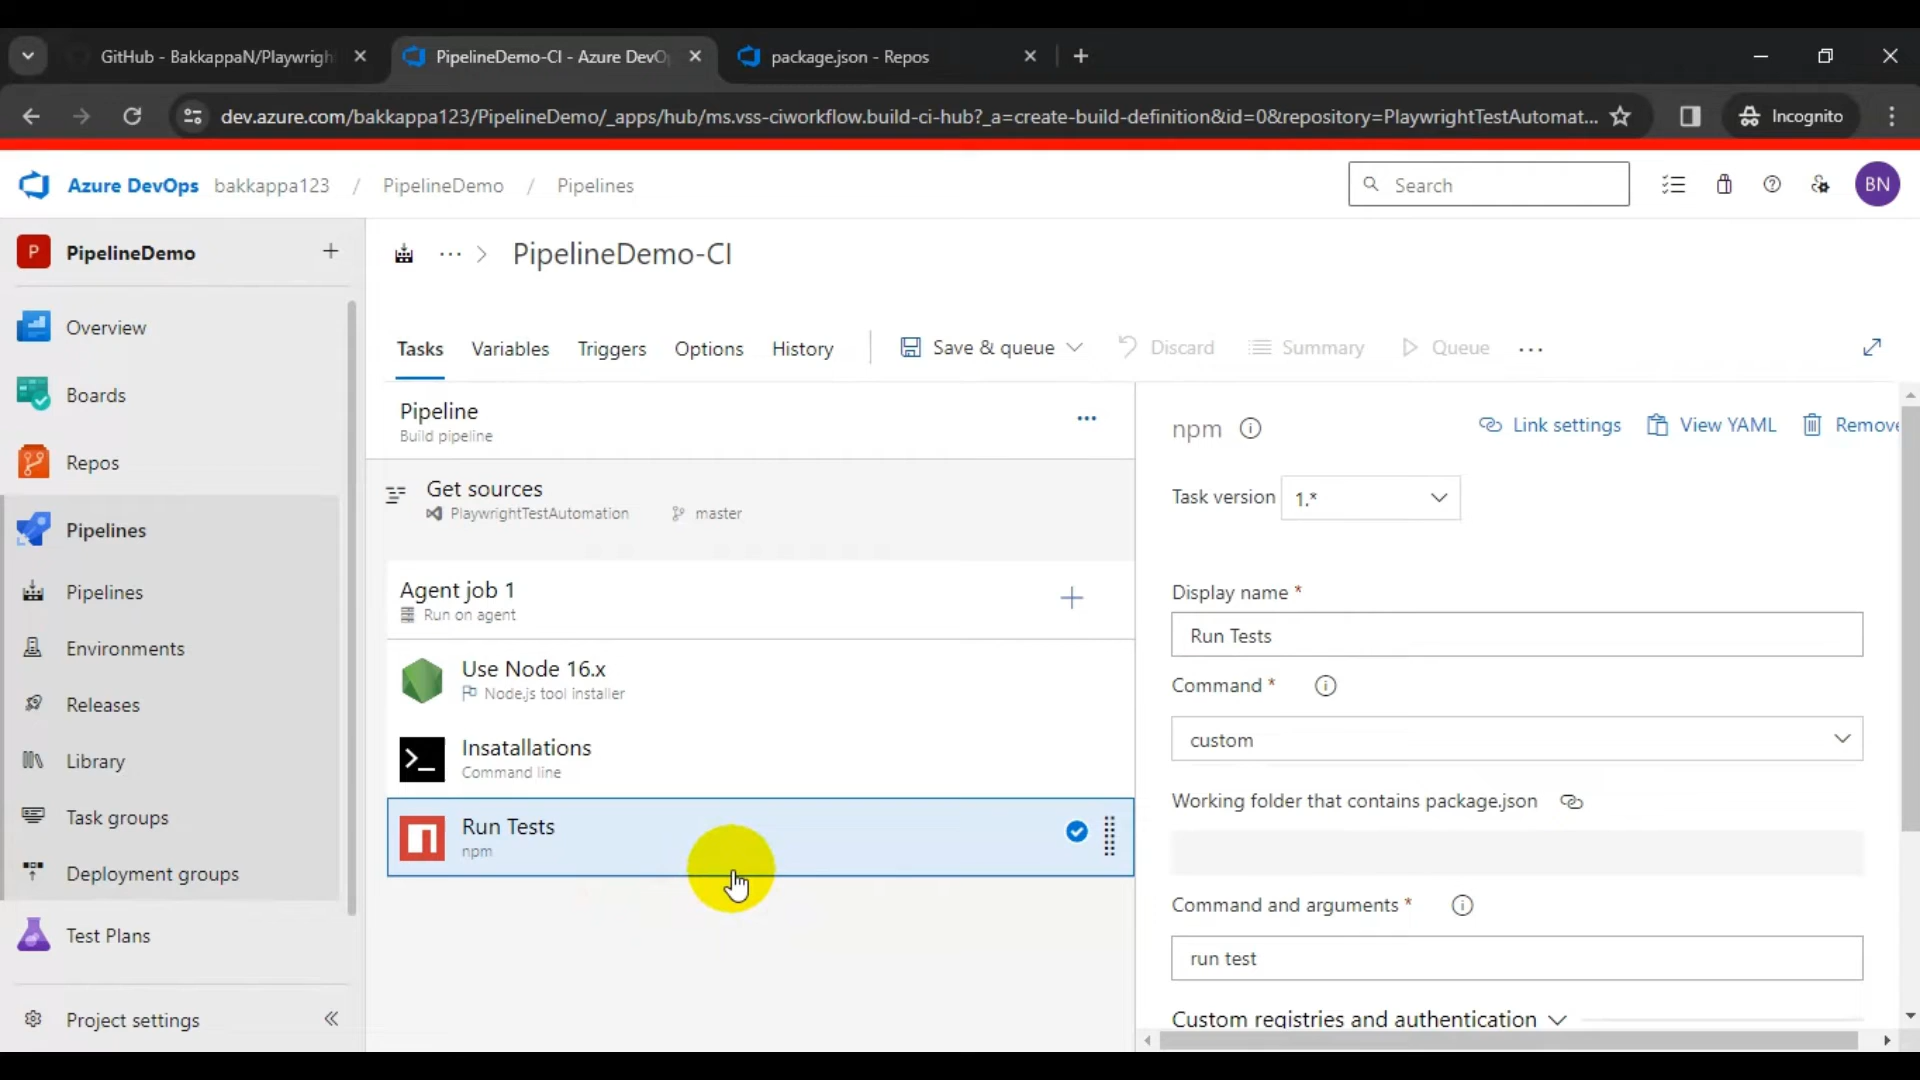 GitHub - BakkappaN/Playwrigh
PipelineDemo-CI - Azure DevO
package.json - Repos
dev.azure.com/bakkappa123/PipelineDemo/_apps/hub/ms.vss-ciworkflow.build-ci-hub?_a=create-build-definition&id=0&repository=PlaywrightTestAutomat...
Incognito
Azure DevOps bakkappa123 / PipelineDemo / Pipelines
Search
BN
P PipelineDemo
PipelineDemo-CI
Overview
Boards
Repos
Pipelines
Pipelines
Environments
Releases
Library
Task groups
Deployment groups
Test Plans
Project settings
Tasks Variables Triggers Options History Save & queue Discard Summary Queue
Pipeline
Build pipeline
Get sources
PlaywrightTestAutomation master
Agent job 1
Run on agent
Use Node 16.x
Node.js tool installer
Insatallations
Command line
Run Tests
npm
npm
Link settings View YAML Remove
Task version 1.*
Display name *
Run Tests
Command *
custom
Working folder that contains package.json
Command and arguments *
run test
Custom registries and authentication